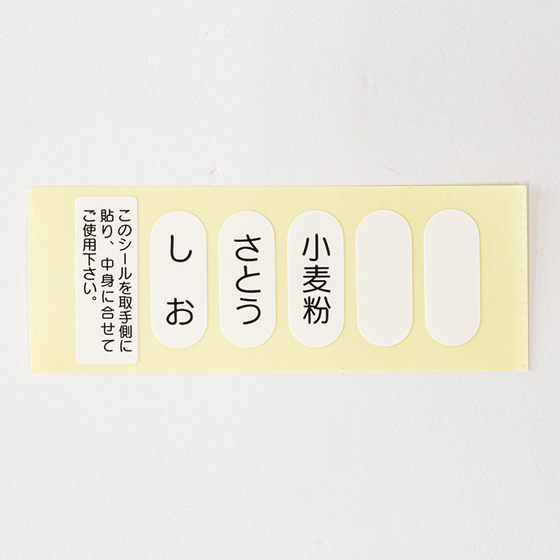 このシールを取手側に
貼り、中身に合せて
ご使用下さい。
しお
さとう
小麦粉